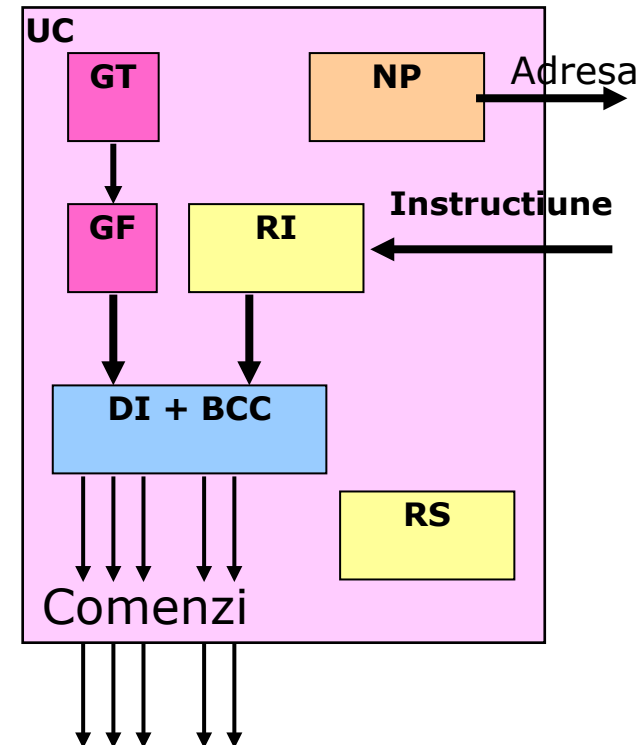 UC
GT
NP
Adresa
Instructiune
GF
RI
DI + BCC
RS
Comenzi